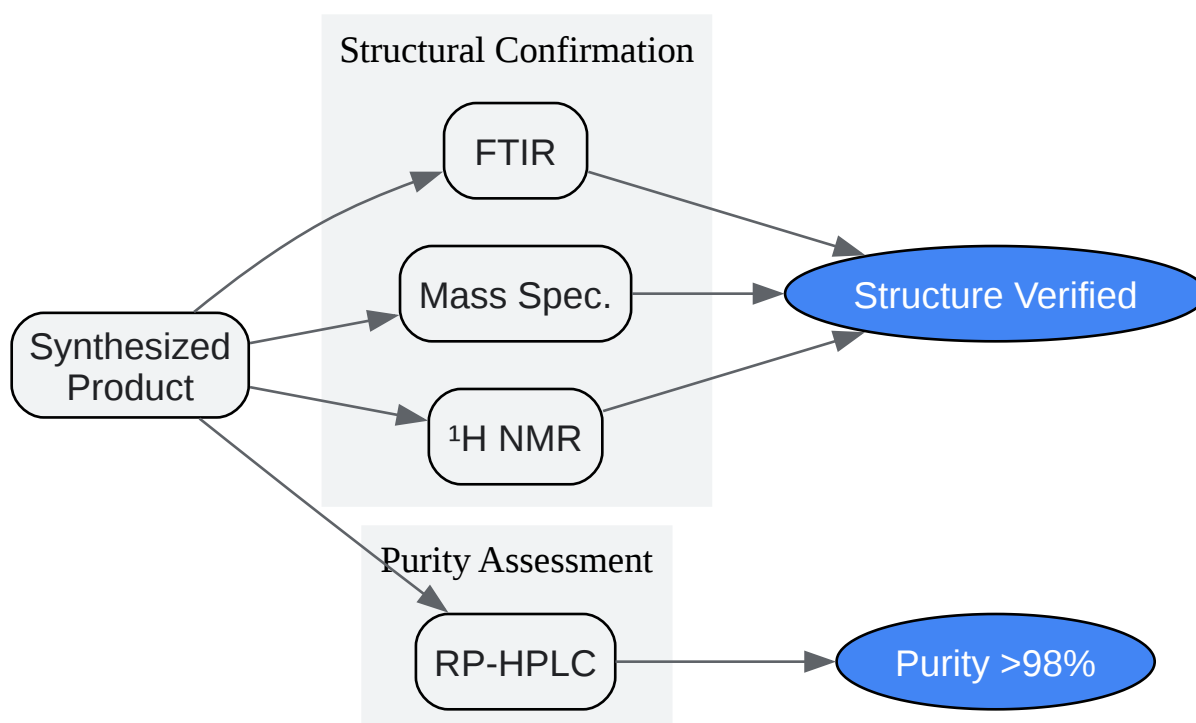 Structural Confirmation
FTIR
Mass Spec.
¹H NMR
Synthesized
Product
Structure Verified
Purity Assessment
RP-HPLC
Purity >98%